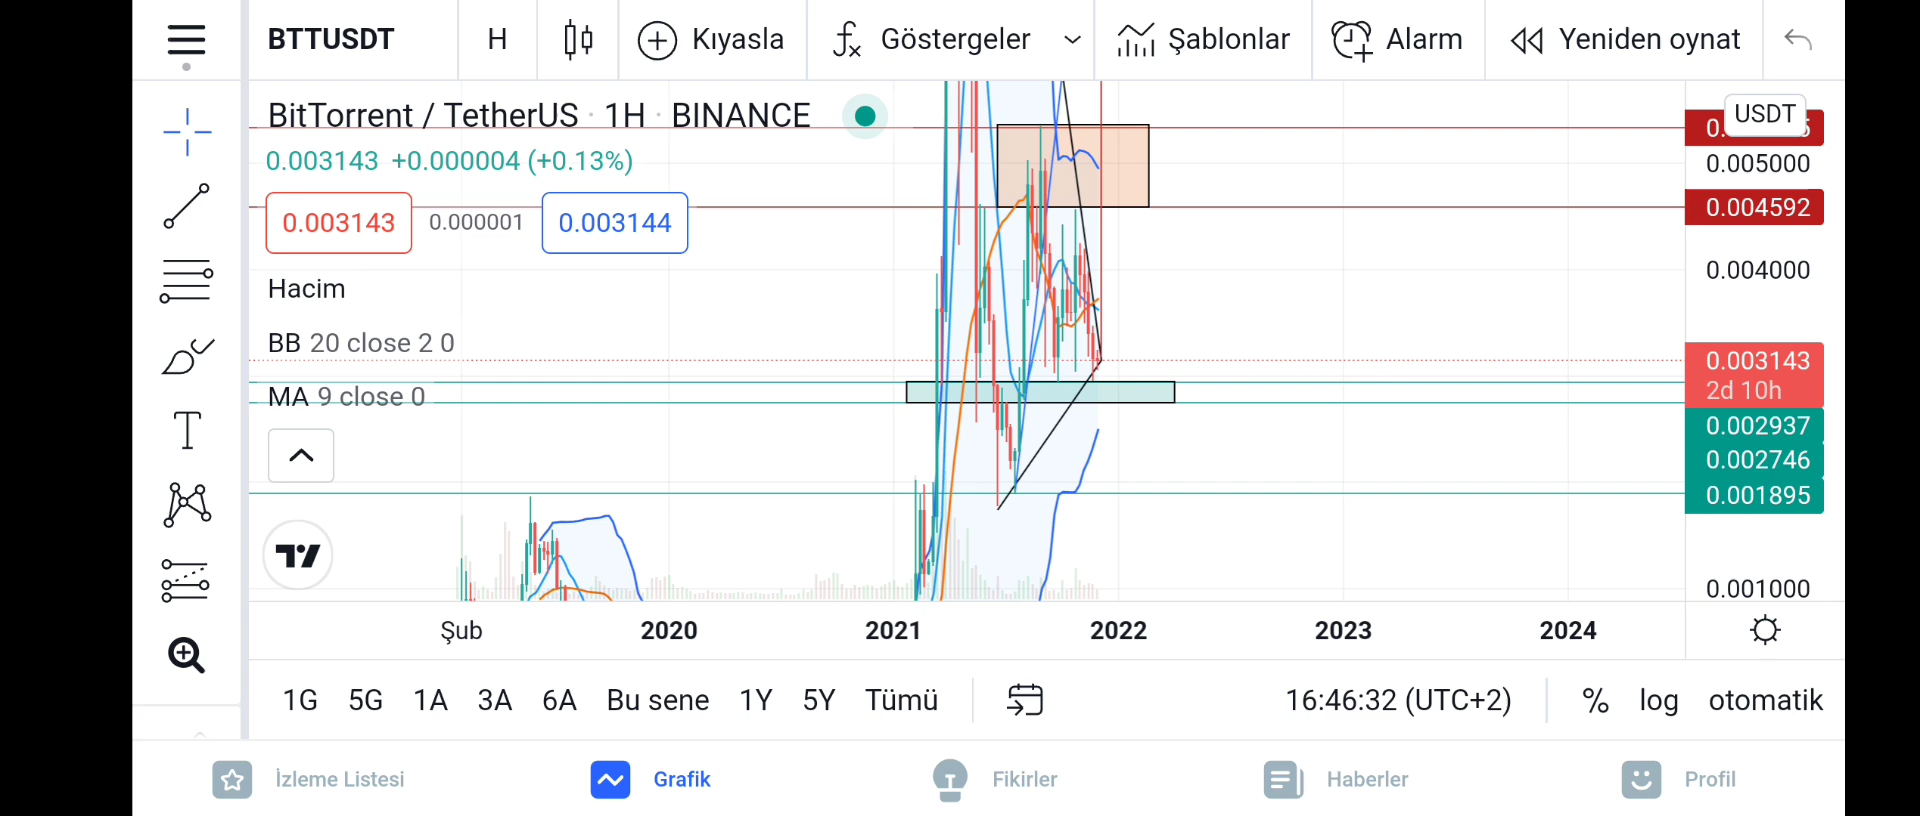 BTTUSDT H Kıyasla Göstergeler Şablonlar Alarm Yeniden oynat
BitTorrent / TetherUS · 1H · BINANCE
USDT
0.005000
0.003143 +0.000004 (+0.13%)
0.003143 0.000001 0.003144
0.004592
0.004000
Hacim
BB 20 close 2 0
0.003143
2d 10h
MA 9 close 0
0.002937
0.002746
0.001895
0.001000
Şub 2020 2021 2022 2023 2024
1G 5G 1A 3A 6A Bu sene 1Y 5Y Tümü 16:46:32 (UTC+2) % log otomatik
İzleme Listesi Grafik Fikirler Haberler Profil